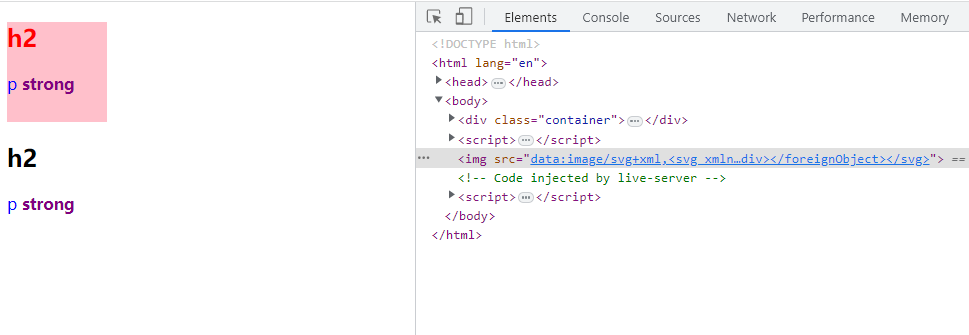 h2
p strong
h2
p strong
Elements Console Sources Network Performance Memory
<!DOCTYPE html>
<html lang="en">
<head>…</head>
<body>
<div class="container">…</div>
<script>…</script>
… <img src="data:image/svg+xml,<svg xmln…div></foreignObject></svg>"> ==
<!-- Code injected by live-server -->
<script>…</script>
</body>
</html>